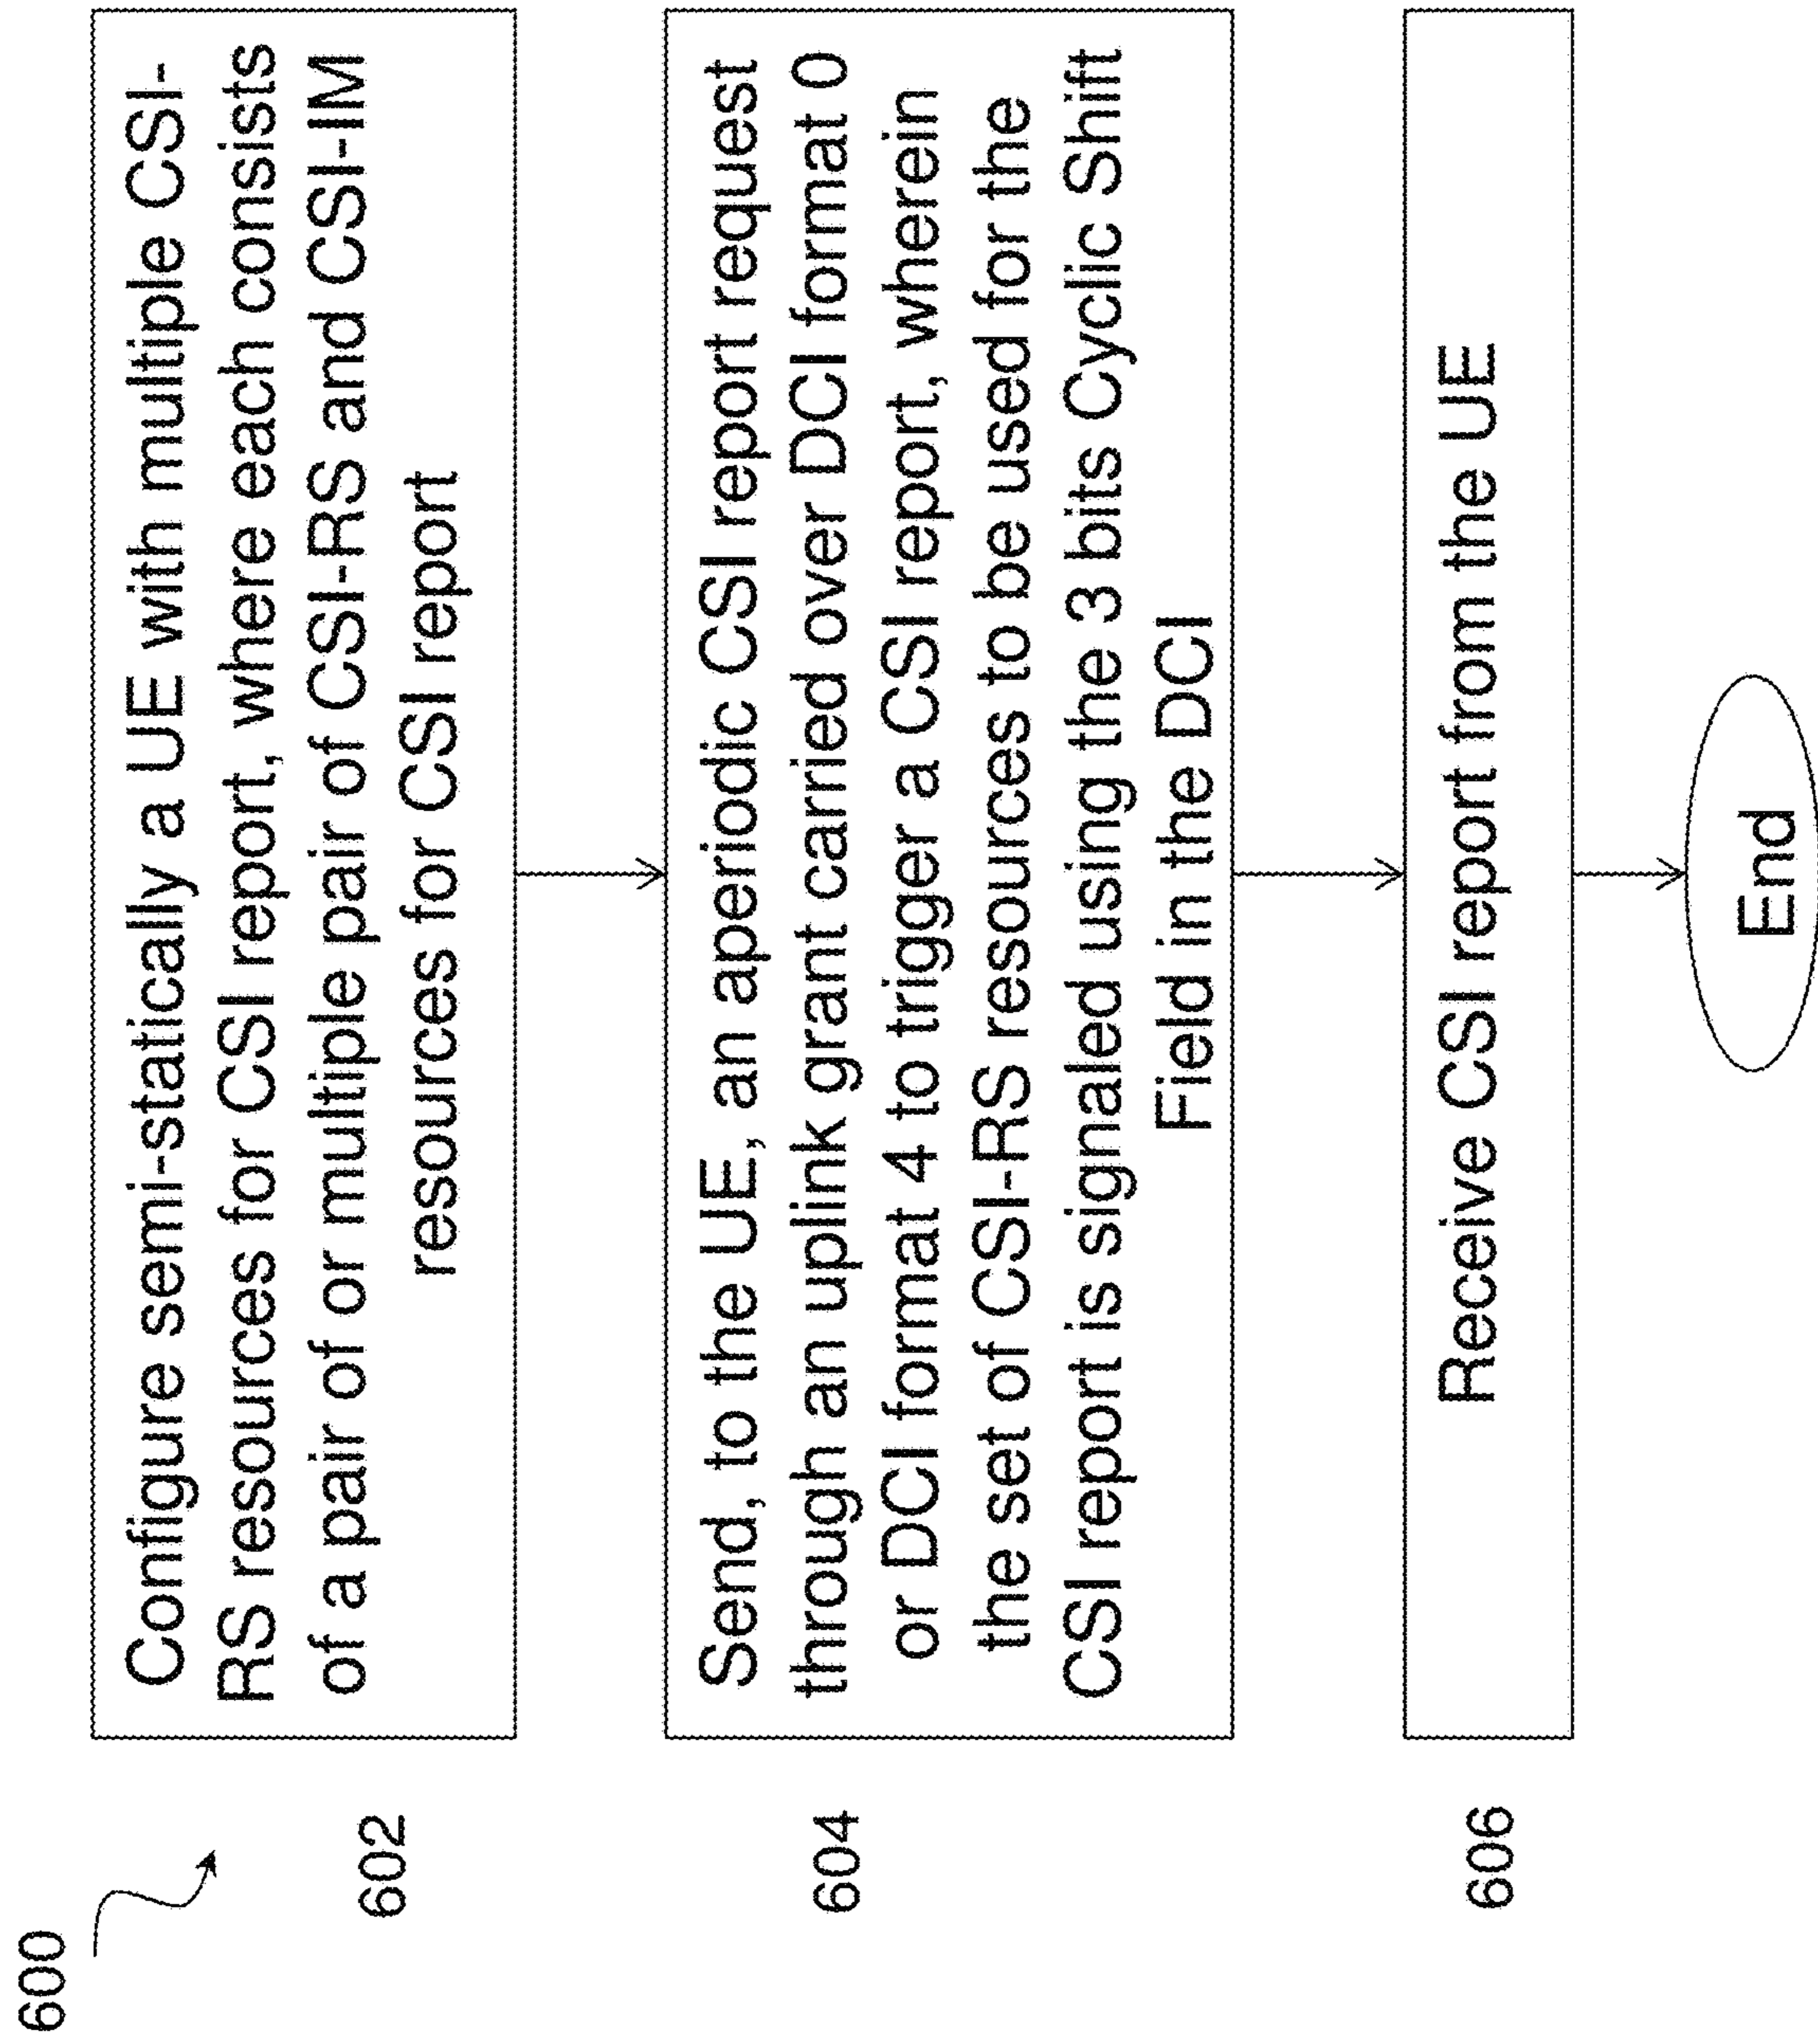 600
602
Configure semi-statically a UE with multiple CSI-
RS resources for CSI report, where each consists
of a pair of or multiple pair of CSI-RS and CSI-IM
resources for CSI report
604
Send, to the UE, an aperiodic CSI report request
through an uplink grant carried over DCI format 0
or DCI format 4 to trigger a CSI report, wherein
the set of CSI-RS resources to be used for the
CSI report is signaled using the 3 bits Cyclic Shift
Field in the DCI
606
Receive CSI report from the UE
End